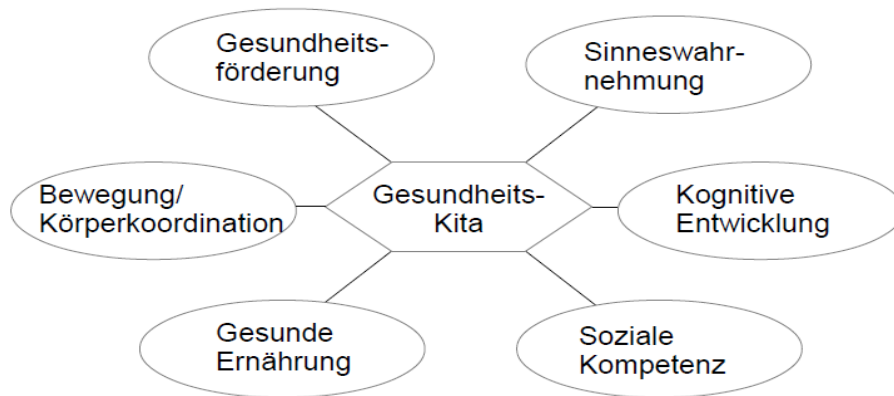 Gesundheits-
förderung
Sinneswahr-
nehmung
Bewegung/
Körperkoordination
Gesundheits-
Kita
Kognitive
Entwicklung
Gesunde
Ernährung
Soziale
Kompetenz